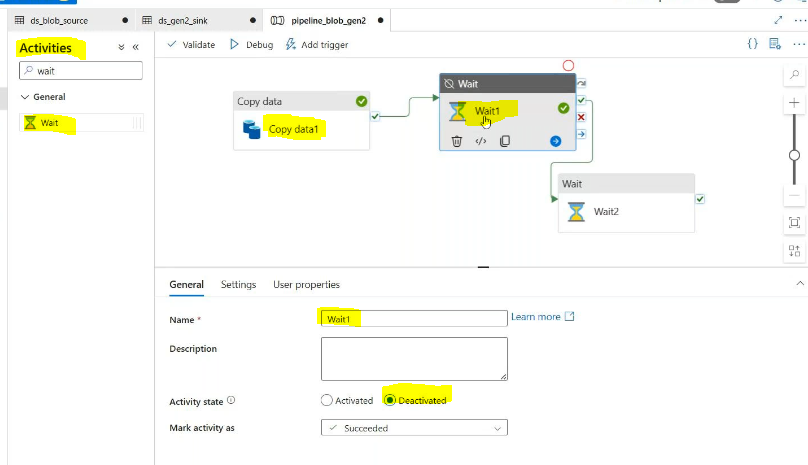 ds_blob_source
ds_gen2_sink
pipeline_blob_gen2
Activities
Validate
Debug
Add trigger
wait
General
Wait
Copy data
Copy data1
Wait
Wait1
Wait
Wait2
General
Settings
User properties
Name *
Wait1
Learn more
Description
Activity state
Activated
Deactivated
Mark activity as
Succeeded